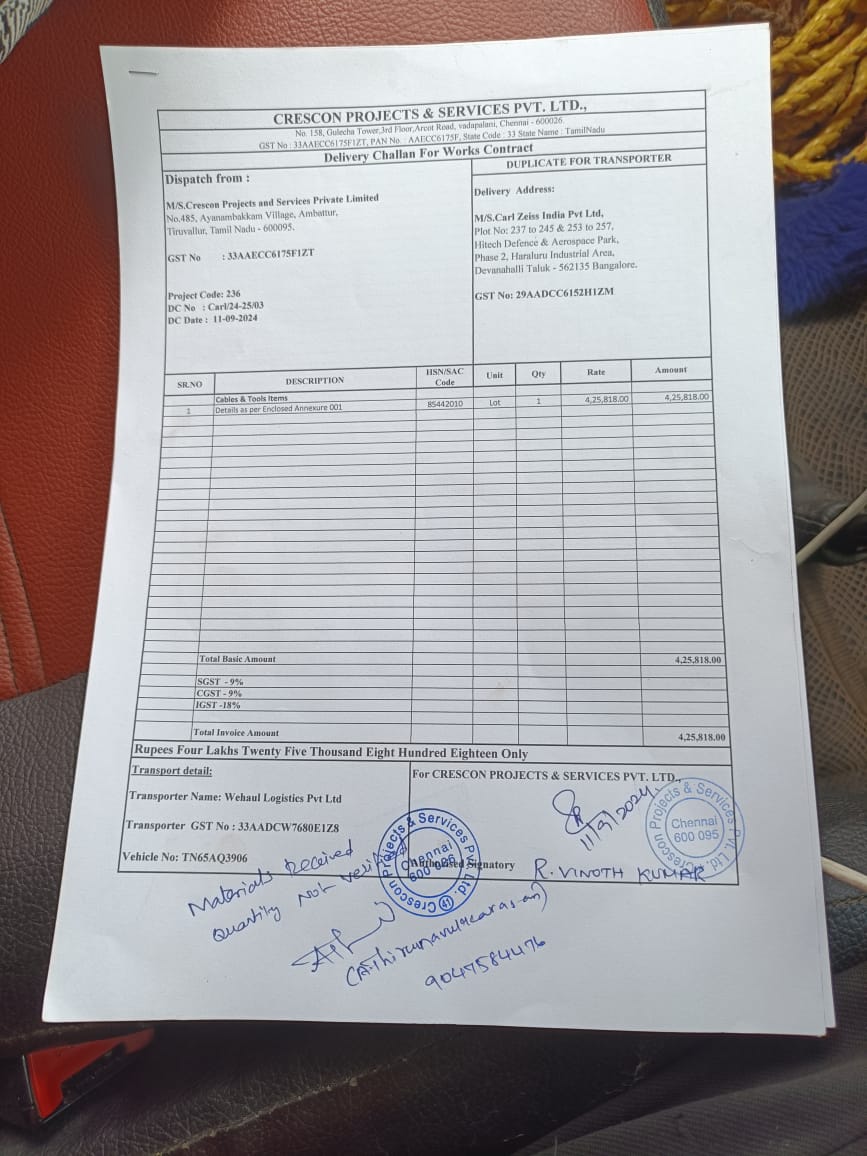 CRESCON PROJECTS & SERVICES PVT. LTD.,
No. 158, Gulecha Tower,3rd Floor,Arcot Road, vadapalani, Chennai - 600026.
GST No : 33AAECC6175F1ZT, PAN No. : AAECC6175F, State Code : 33 State Name : TamilNadu
Delivery Challan For Works Contract
DUPLICATE FOR TRANSPORTER
Dispatch from :
M/S.Crescon Projects and Services Private Limited
No.485, Ayanambakkam Village, Ambattur,
Tiruvallur, Tamil Nadu - 600095.
GST No : 33AAECC6175F1ZT
Project Code: 236
DC No : Carl/24-25/03
DC Date : 11-09-2024
Delivery Address:
M/S.Carl Zeiss India Pvt Ltd,
Plot No: 237 to 245 & 253 to 257,
Hitech Defence & Aerospace Park,
Phase 2, Haraluru Industrial Area,
Devanahalli Taluk - 562135 Bangalore.
GST No: 29AADCC6152H1ZM
SR.NO DESCRIPTION HSN/SAC Code Unit Qty Rate Amount
Cables & Tools Items
1 Details as per Enclosed Annexure 001 85442010 Lot 1 4,25,818.00 4,25,818.00
Total Basic Amount 4,25,818.00
SGST -9%
CGST -9%
IGST -18%
Total Invoice Amount 4,25,818.00
Rupees Four Lakhs Twenty Five Thousand Eight Hundred Eighteen Only
Transport detail:
Transporter Name: Wehaul Logistics Pvt Ltd
Transporter GST No : 33AADCW7680E1Z8
Vehicle No: TN65AQ3906
For CRESCON PROJECTS & SERVICES PVT. LTD.,
11/9/2024
Crescon Projects & Services Pvt. Ltd.
Chennai
600 095
Authorised Signatory
R. VINOTH KUMAR
Crescon Projects & Services Pvt. Ltd.
Chennai
600 095
Materials Received
Quantity Not verified
(A.Thirunavukkarasan)
9047584476